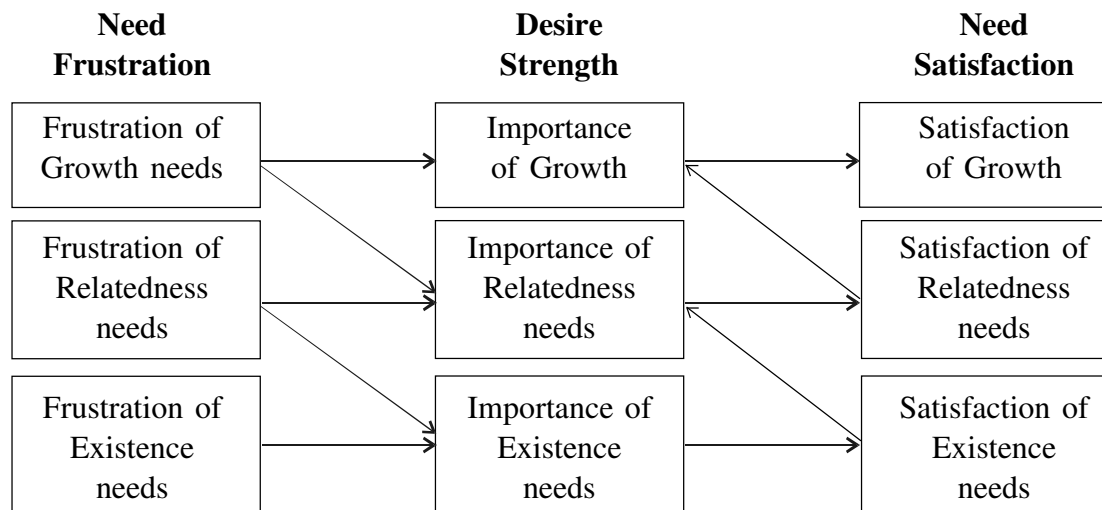 Need
Frustration
Desire
Strength
Need
Satisfaction
Frustration of
Growth needs
Importance
of Growth
Satisfaction
of Growth
Frustration of
Relatedness
needs
Importance of
Relatedness
needs
Satisfaction of
Relatedness
needs
Frustration of
Existence
needs
Importance of
Existence
needs
Satisfaction of
Existence
needs